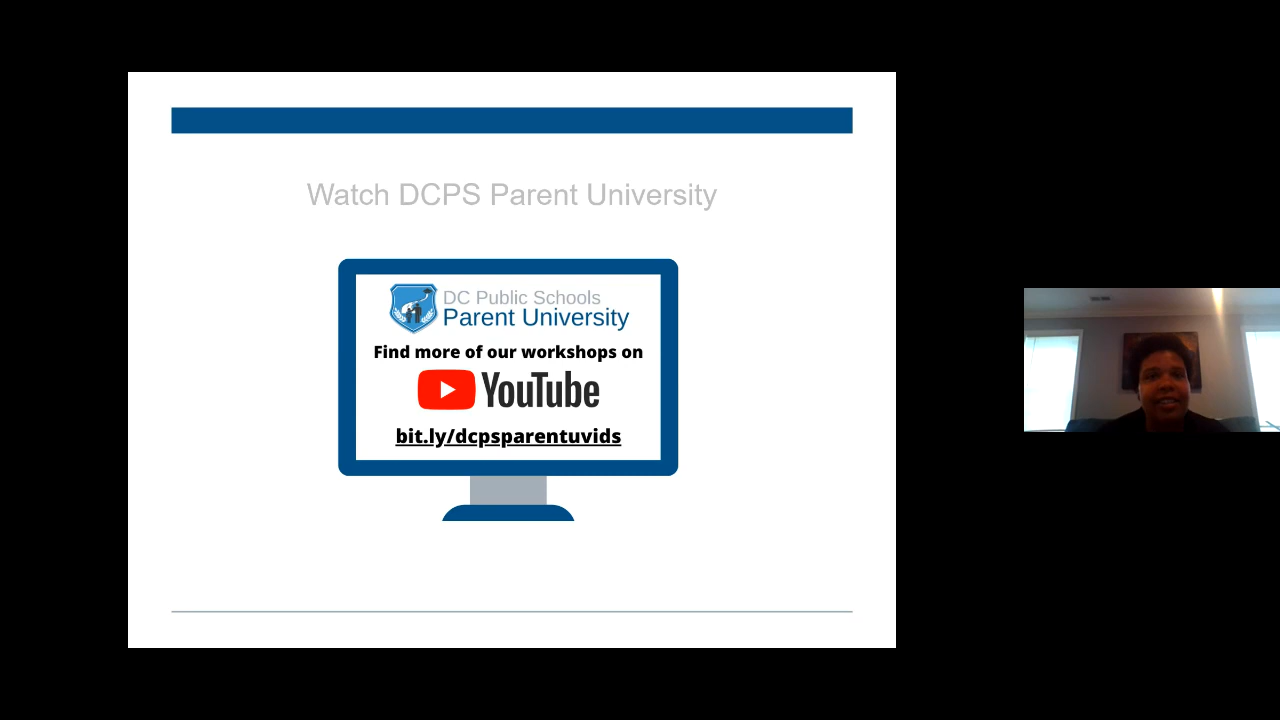 Watch DCPS Parent University
DC Public Schools
Parent University
Find more of our workshops on
YouTube
bit.ly/dcpsparentuvids